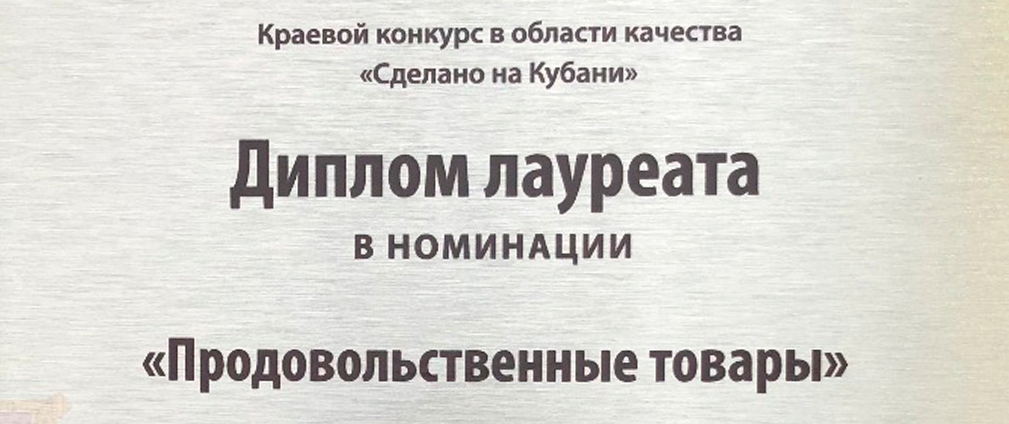 Краевой конкурс в области качества
«Сделано на Кубани»
Диплом лауреата
В НОМИНАЦИИ
«Продовольственные товары»